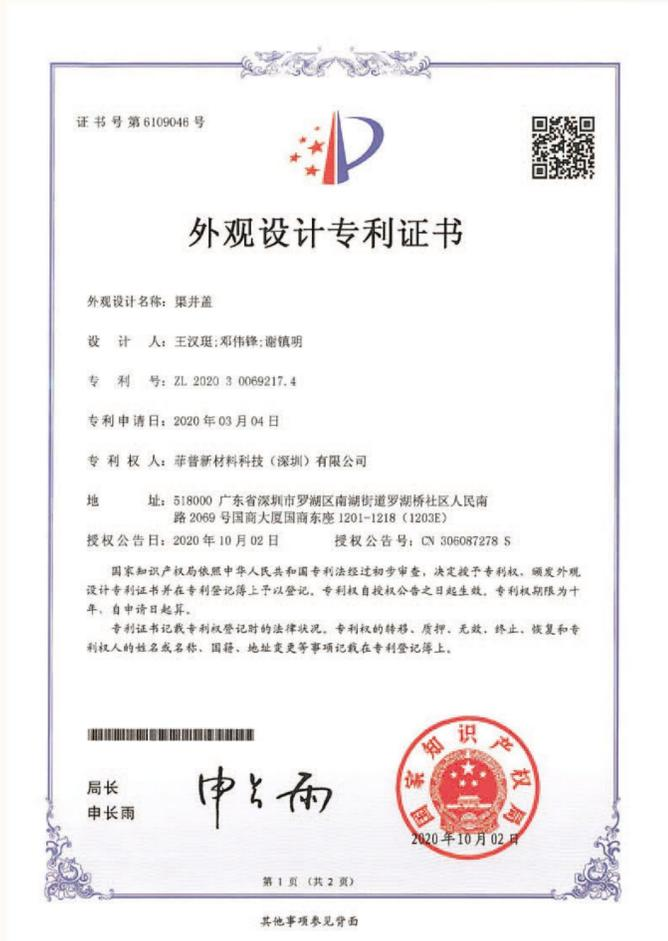 证书号第6109046号
外观设计专利证书
外观设计名称：渠井盖
设计人：王汉珽;邓伟锋;谢镇明
专利号：ZL 2020 3 0069217.4
专利申请日：2020年03月04日
专利权人：菲普新材料科技（深圳）有限公司
地址：518000 广东省深圳市罗湖区南湖街道罗湖桥社区人民南
路2069号国商大厦国商东座1201-1218（1203E）
授权公告日：2020年10月02日 授权公告号：CN 306087278 S
国家知识产权局依照中华人民共和国专利法经过初步审查，决定授予专利权，颁发外观
设计专利证书并在专利登记簿上予以登记。专利权自授权公告之日起生效。专利权期限为十
年，自申请日起算。
专利证书记载专利权登记时的法律状况。专利权的转移、质押、无效、终止、恢复和专
利权人的姓名或名称、国籍、地址变更等事项记载在专利登记簿上。
局长
申长雨
申长雨
国家知识产权局
2020年10月02日
第1页（共2页）
其他事项参见背面